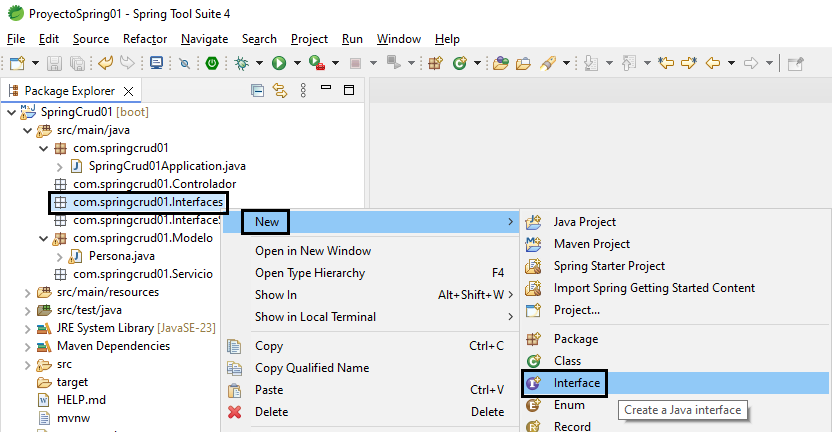 ProyectoSpring01 - Spring Tool Suite 4
File Edit Source Refactor Navigate Search Project Run Window Help
Package Explorer
SpringCrud01 [boot]
src/main/java
com.springcrud01
SpringCrud01Application.java
com.springcrud01.Controlador
com.springcrud01.Interfaces
com.springcrud01.InterfaceS
com.springcrud01.Modelo
Persona.java
com.springcrud01.Servicio
src/main/resources
src/test/java
JRE System Library [JavaSE-23]
Maven Dependencies
src
target
HELP.md
mvnw
New
Open in New Window
Open Type Hierarchy F4
Show In Alt+Shift+W
Show in Local Terminal
Copy Ctrl+C
Copy Qualified Name
Paste Ctrl+V
Delete Delete
Java Project
Maven Project
Spring Starter Project
Import Spring Getting Started Content
Project...
Package
Class
Interface
Enum
Record
Create a Java interface